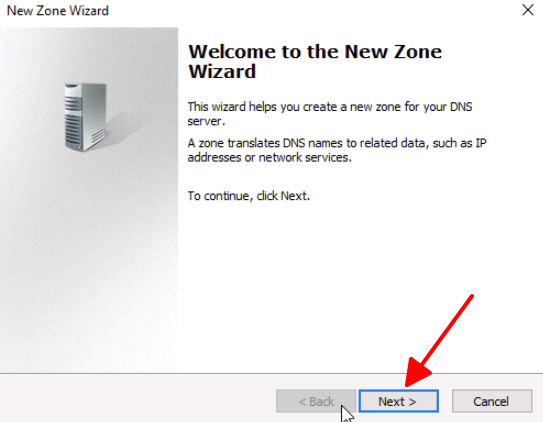 New Zone Wizard
Welcome to the New Zone
Wizard
This wizard helps you create a new zone for your DNS
server.
A zone translates DNS names to related data, such as IP
addresses or network services.
To continue, click Next.
< Back
Next >
Cancel